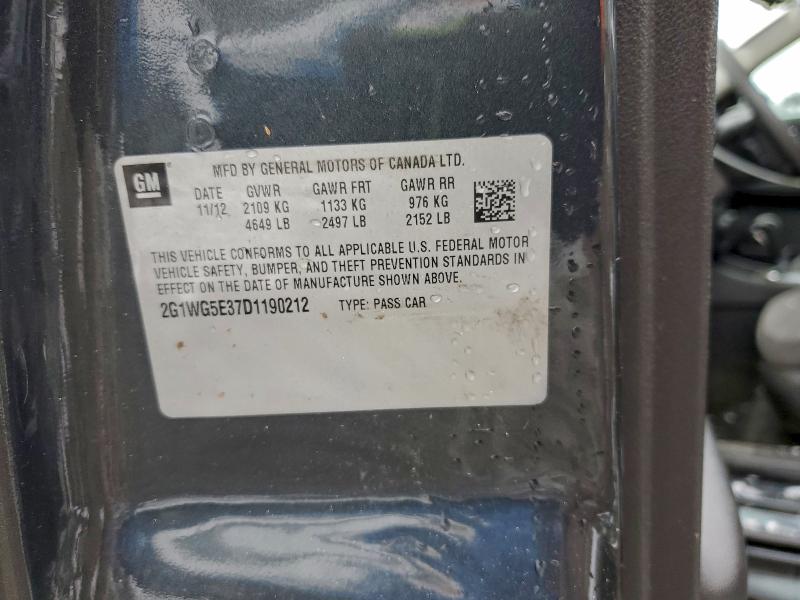 GM
MFD BY GENERAL MOTORS OF CANADA LTD.
DATE GVWR GAWR FRT GAWR RR
11/12 2109 KG 1133 KG 976 KG
4649 LB 2497 LB 2152 LB
THIS VEHICLE CONFORMS TO ALL APPLICABLE U.S. FEDERAL MOTOR
VEHICLE SAFETY, BUMPER, AND THEFT PREVENTION STANDARDS IN
EFFECT ON THE DATE OF MANUFACTURE SHOWN ABOVE.
2G1WG5E37D1190212 TYPE: PASS CAR